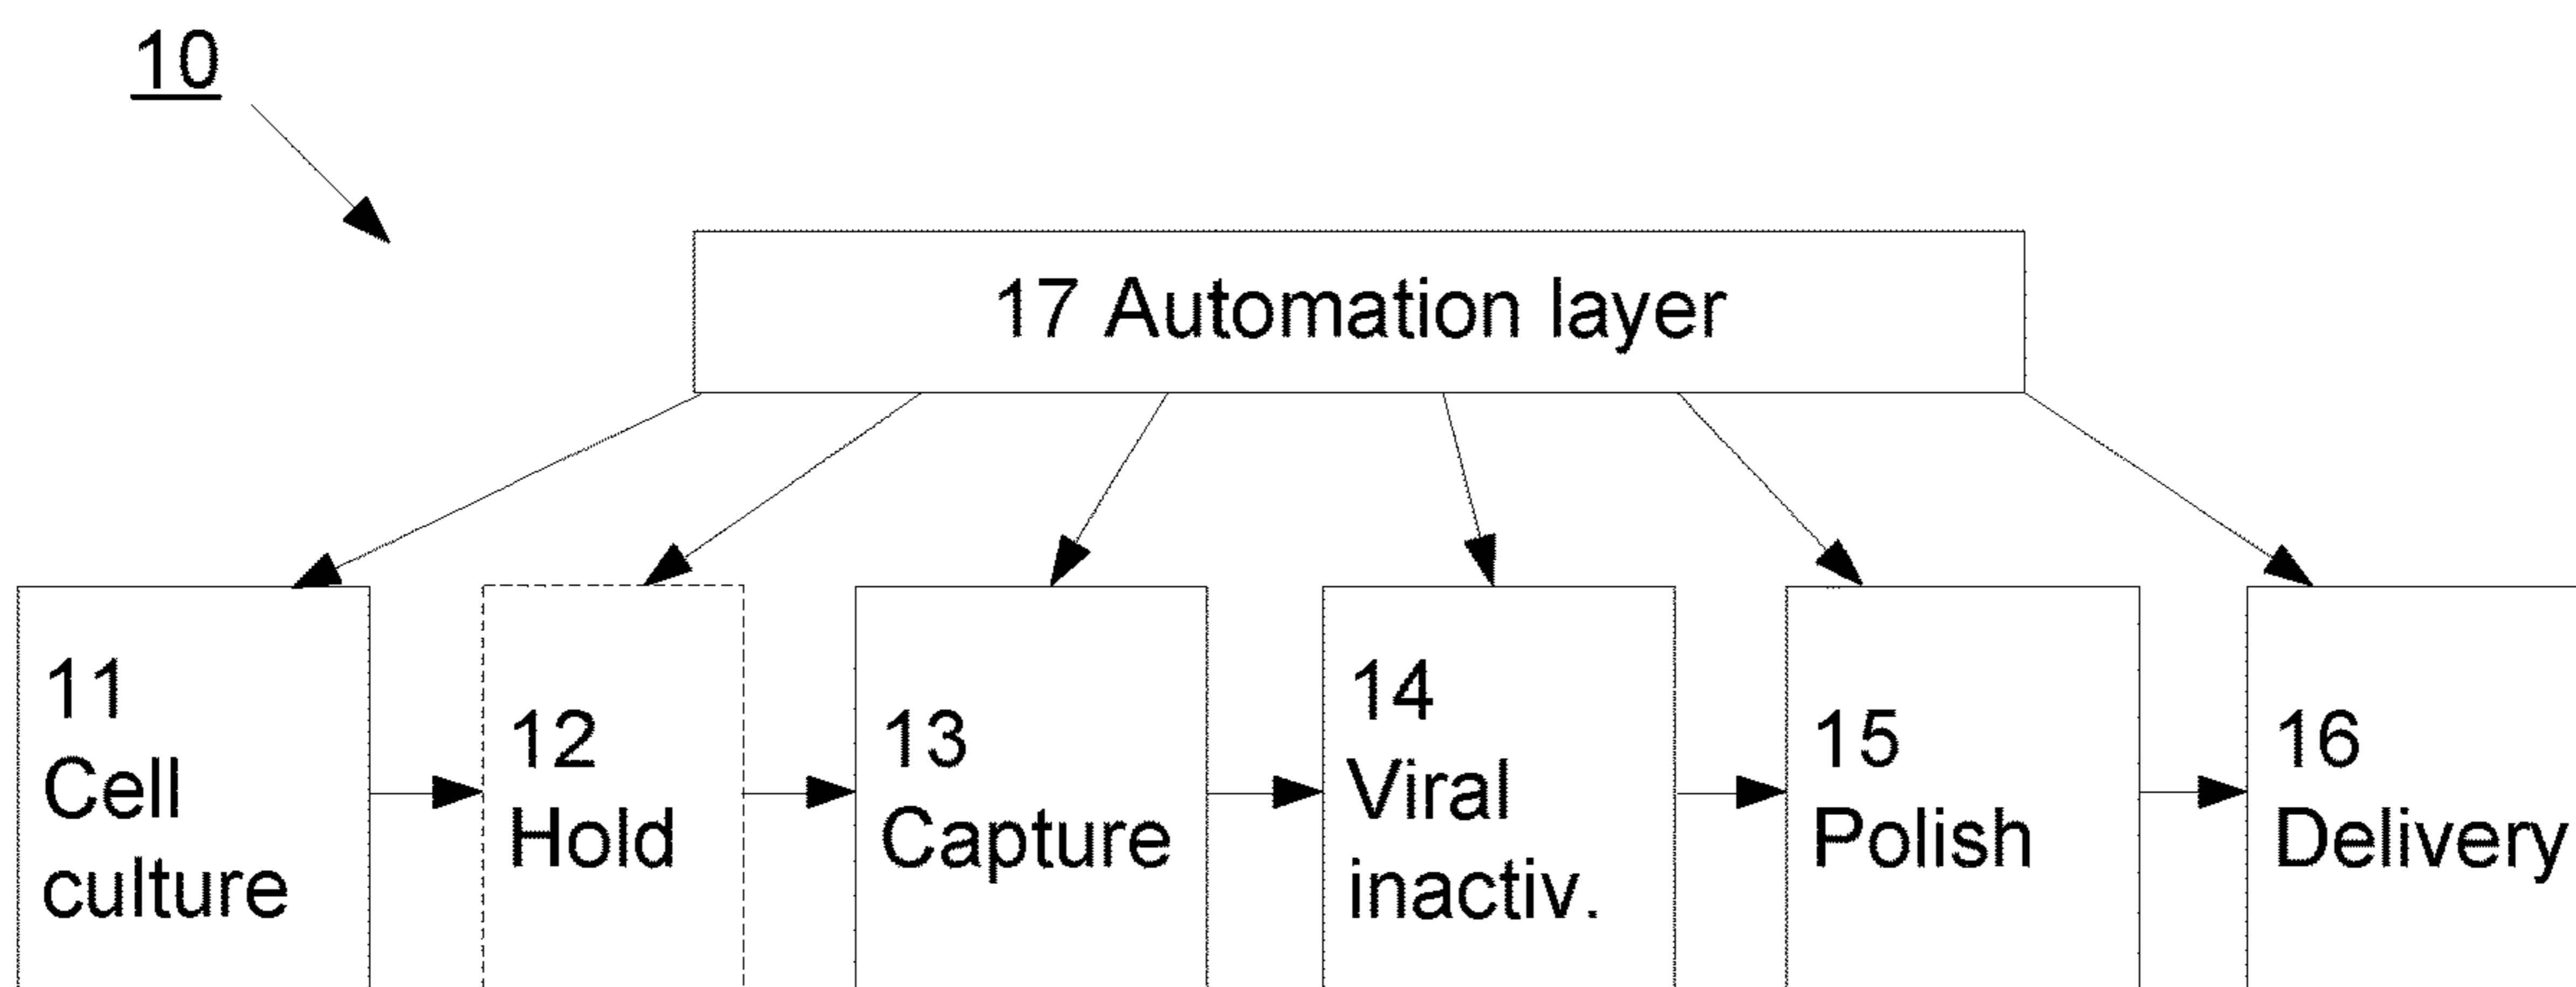 10
17 Automation layer
11
Cell
culture
12
Hold
13
Capture
14
Viral
inactiv.
15
Polish
16
Delivery